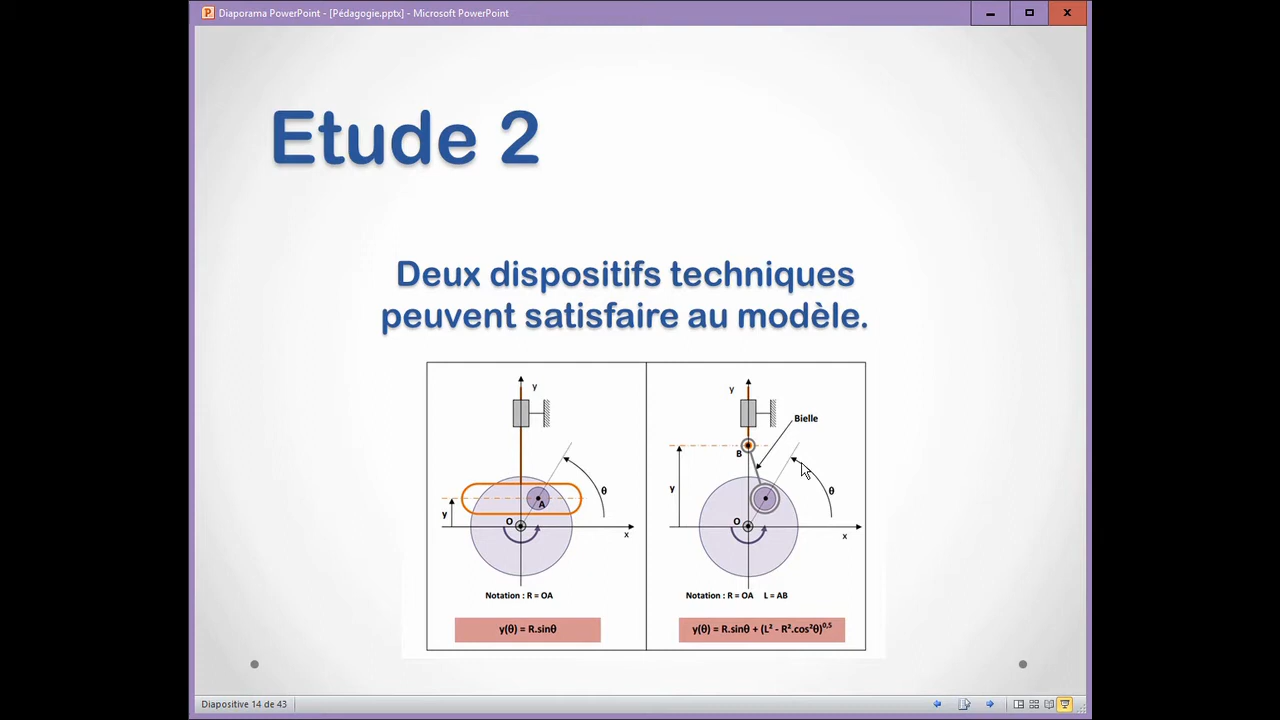 Diaporama PowerPoint - [Pédagogie.pptx] - Microsoft PowerPoint
Etude 2
Deux dispositifs techniques
peuvent satisfaire au modèle.
y
θ
A
y
O
x
Notation : R = OA
y(θ) = R.sinθ
y
Bielle
B
y
θ
O
x
Notation : R = OA L = AB
y(θ) = R.sinθ + (L² - R².cos²θ)⁰,⁵
Diapositive 14 de 43